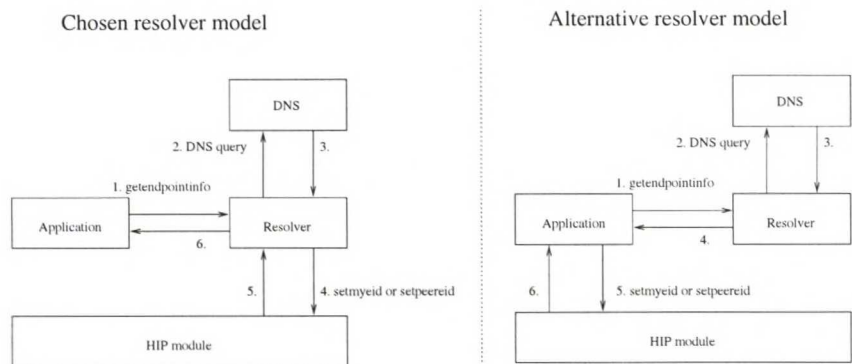 Chosen resolver model
DNS
2. DNS query
3.
1. getendpointinfo
Application
Resolver
6.
5.
4. setmyeid or setpeereid
HIP module
Alternative resolver model
DNS
2. DNS query
3.
1. getendpointinfo
Application
Resolver
4.
6.
5. setmyeid or setpeereid
HIP module